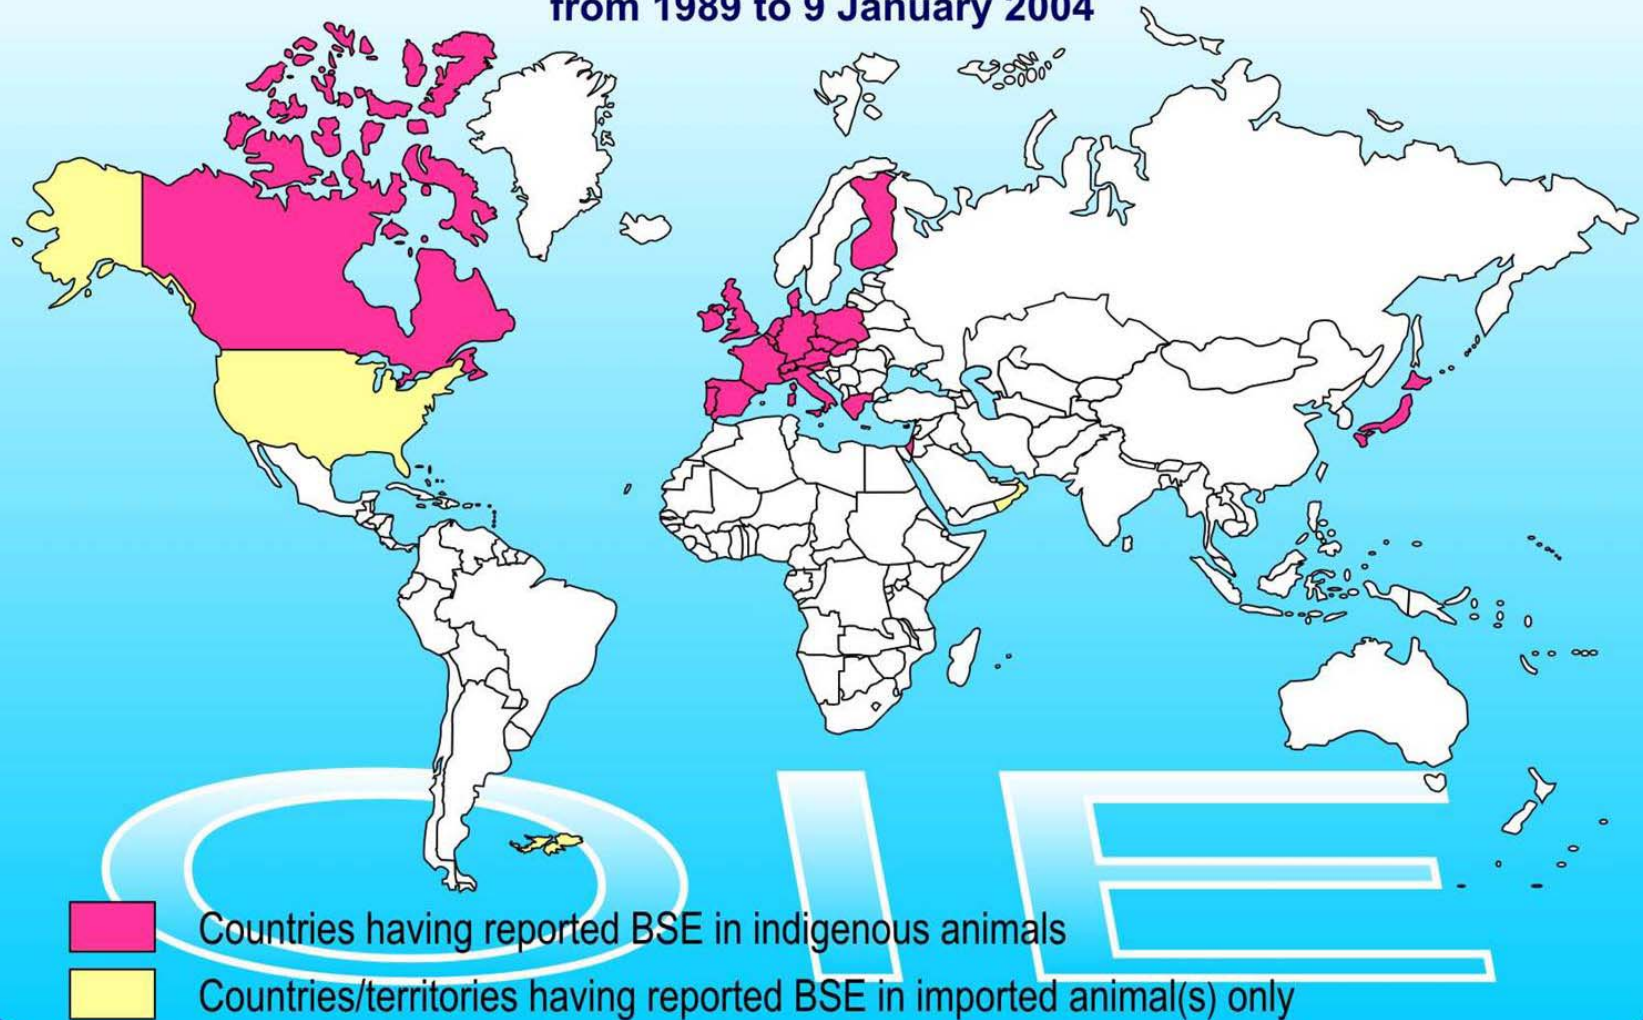 from 1989 to 9 January 2004
OIE
Countries having reported BSE in indigenous animals
Countries/territories having reported BSE in imported animal(s) only